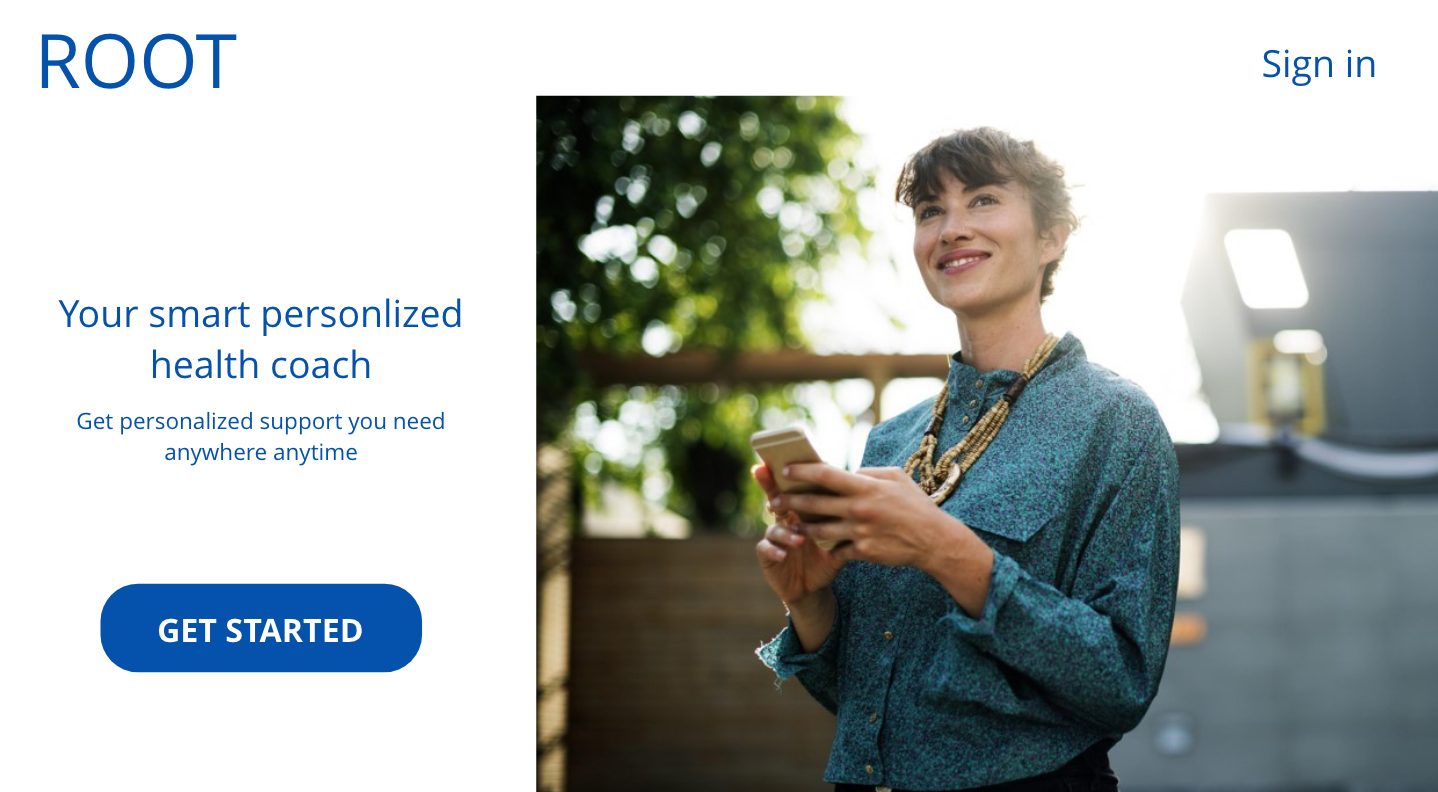 ROOT
Sign in
Your smart personlized
health coach
Get personalized support you need
anywhere anytime
GET STARTED